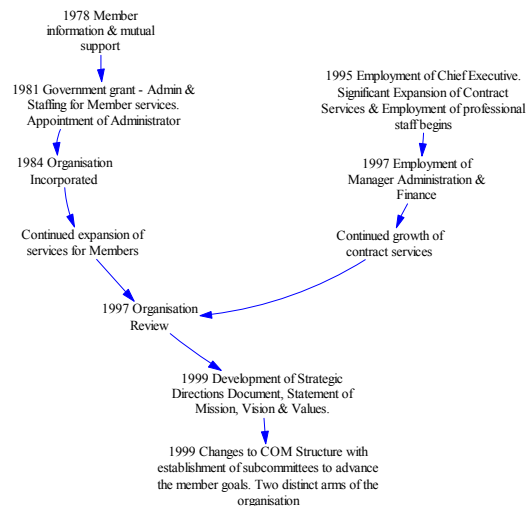 1978 Member
information & mutual
support
1981 Government grant - Admin &
Staffing for Member services.
Appointment of Administrator
1984 Organisation
Incorporated
Continued expansion of
services for Members
1995 Employment of Chief Executive.
Significant Expansion of Contract
Services & Employment of professional
staff begins
1997 Employment of
Manager Administration &
Finance
Continued growth of
contract services
1997 Organisation
Review
1999 Development of Strategic
Directions Document, Statement of
Mission, Vision & Values.
1999 Changes to COM Structure with
establishment of subcommittees to advance
the member goals. Two distinct arms of the
organisation